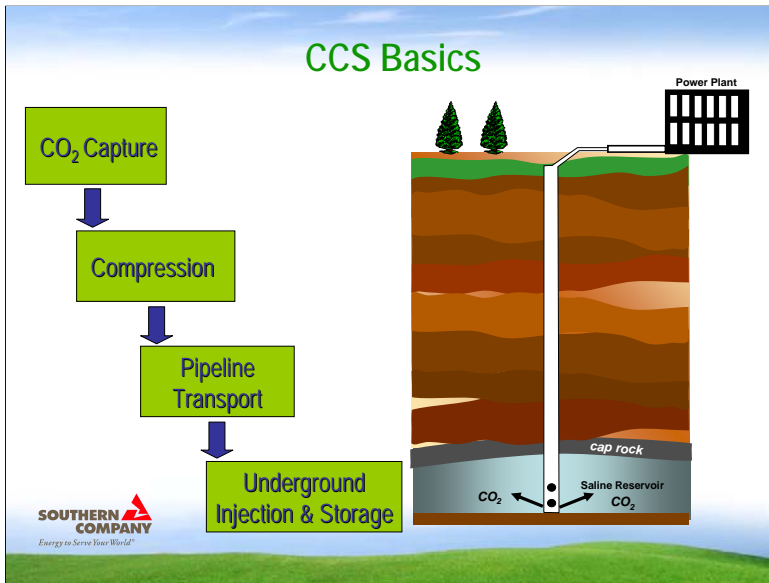 CCS Basics
CO₂ Capture
Compression
Pipeline
Transport
Underground
Injection & Storage
Power Plant
cap rock
Saline Reservoir
CO₂
CO₂
SOUTHERN
COMPANY
Energy to Serve Your World®